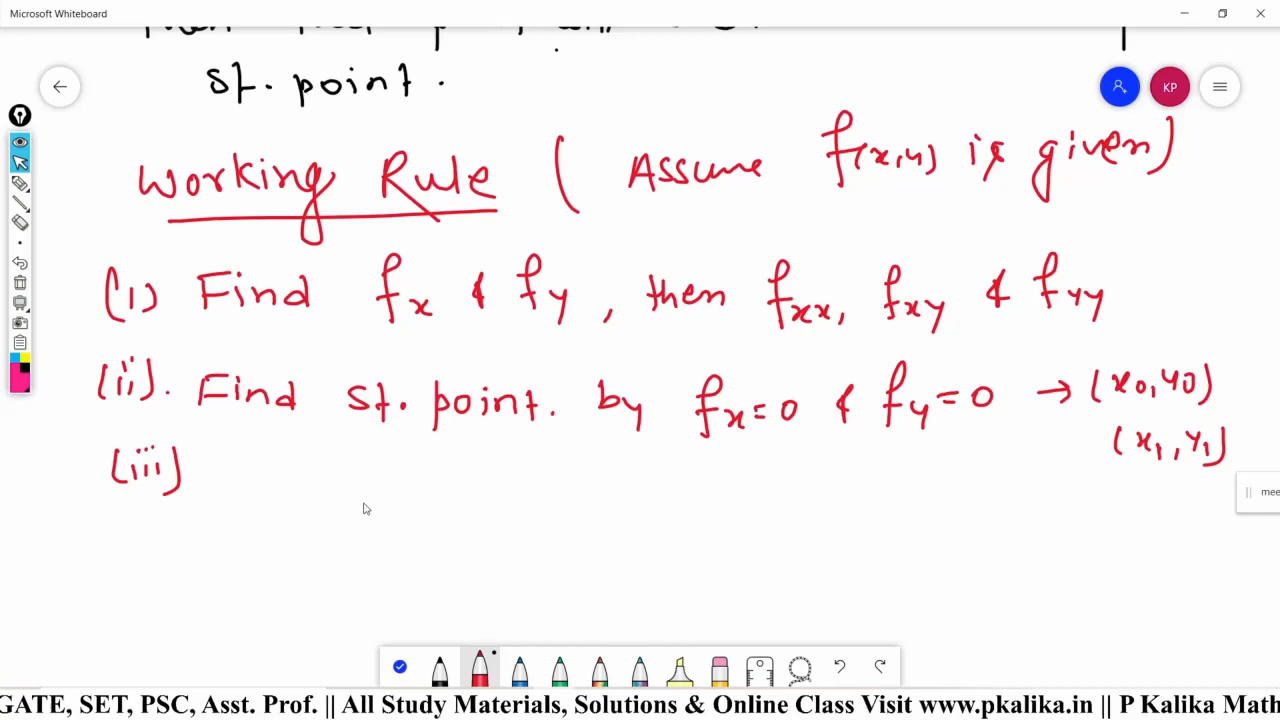 Microsoft Whiteboard
st. point.
KP
Working Rule ( Assume f(x,y) is given)
(i) Find fx & fy, then fxx, fxy & fyy
(ii). Find st. point. by fx=0 & fy=0 → (x0,y0)
(x1,y1)
(iii)
mee
GATE, SET, PSC, Asst. Prof. || All Study Materials, Solutions & Online Class Visit www.pkalika.in || P Kalika Math